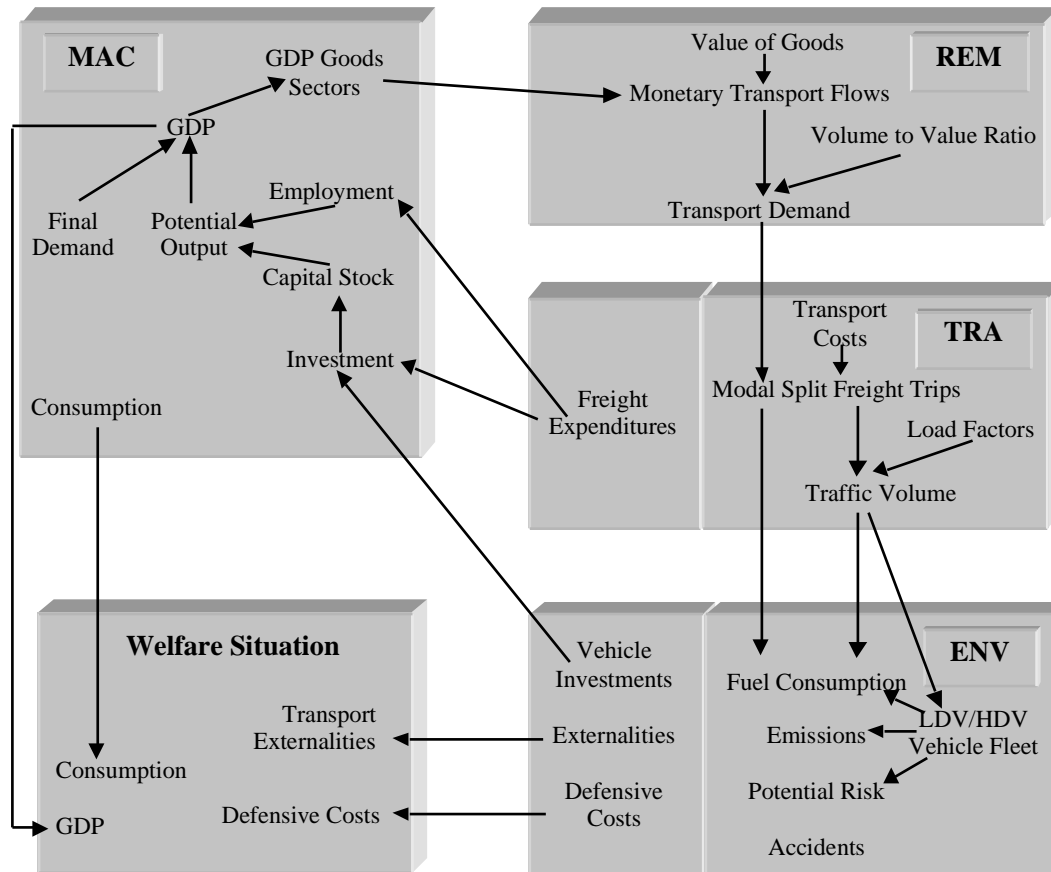 MAC
GDP Goods
Sectors
GDP
Employment
Final
Demand
Potential
Output
Capital Stock
Investment
Consumption
Value of Goods
REM
Monetary Transport Flows
Volume to Value Ratio
Transport Demand
Transport
Costs
TRA
Modal Split Freight Trips
Freight
Expenditures
Load Factors
Traffic Volume
Welfare Situation
Transport
Externalities
Consumption
Defensive Costs
GDP
Vehicle
Investments
Externalities
Defensive
Costs
ENV
Fuel Consumption
LDV/HDV
Vehicle Fleet
Emissions
Potential Risk
Accidents